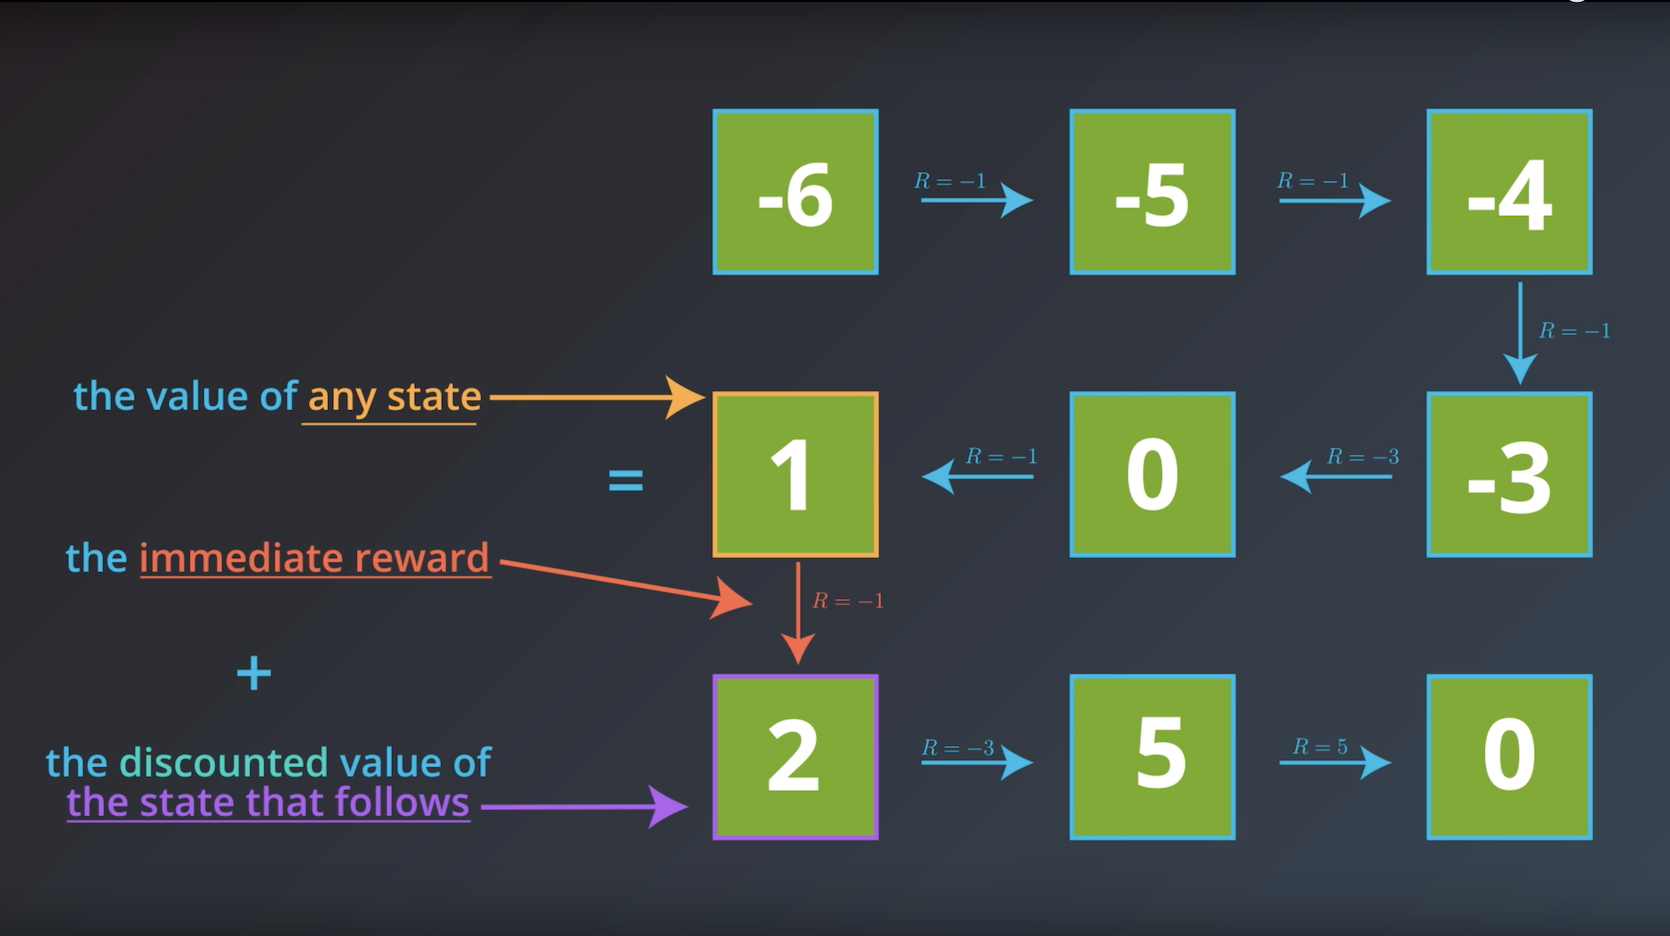 -6 R = −1 -5 R = −1 -4
R = −1
the value of any state
= 1 R = −1 0 R = −3 -3
the immediate reward
R = −1
+
the discounted value of
the state that follows
2 R = −3 5 R = 5 0